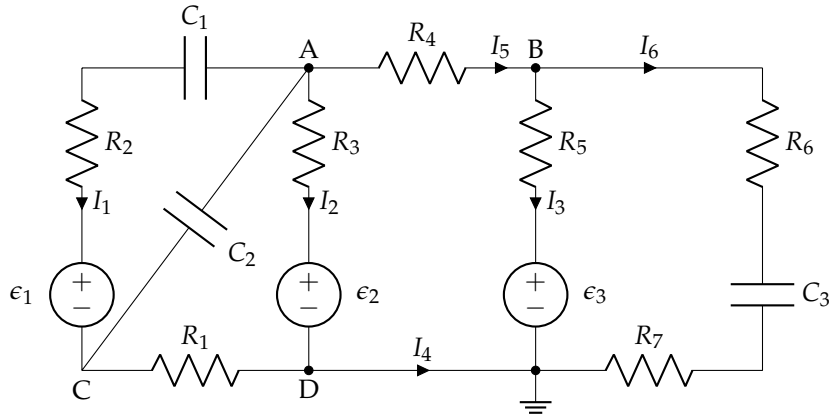 C₁
A
R₄
I₅
B
I₆
R₂
R₃
R₅
R₆
I₁
I₂
I₃
C₂
ϵ₁
+
−
ϵ₂
+
−
ϵ₃
+
−
C₃
R₁
I₄
R₇
C
D